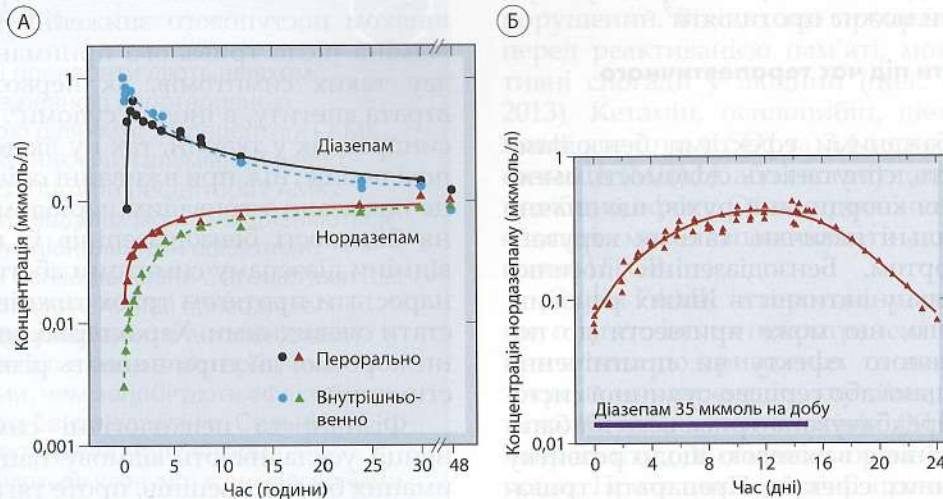 А
Концентрація (мкмоль/л)
1
0,1
0,01
0,001
Діазепам
Нордазепам
Перорально
Внутрішньо-
венно
0 5 10 15 20 25 30 48
Час (години)
Б
Концентрація нордазепаму (мкмоль/л)
1
0,1
0,01
Діазепам 35 мкмоль на добу
0 4 8 12 16 20 24
Час (дні)